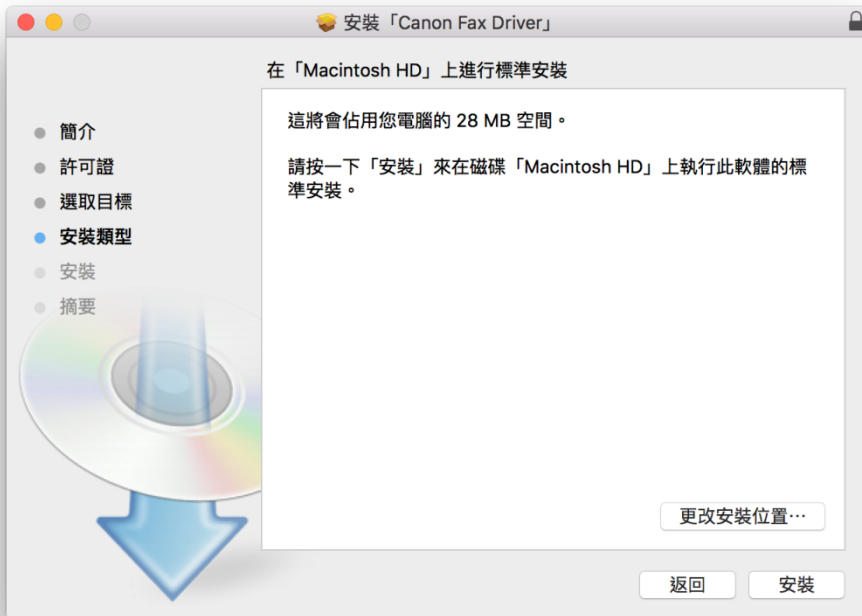 安裝「Canon Fax Driver」
在「Macintosh HD」上進行標準安裝
簡介
許可證
選取目標
安裝類型
安裝
摘要
這將會佔用您電腦的 28 MB 空間。
請按一下「安裝」來在磁碟「Macintosh HD」上執行此軟體的標
準安裝。
更改安裝位置⋯
返回
安裝